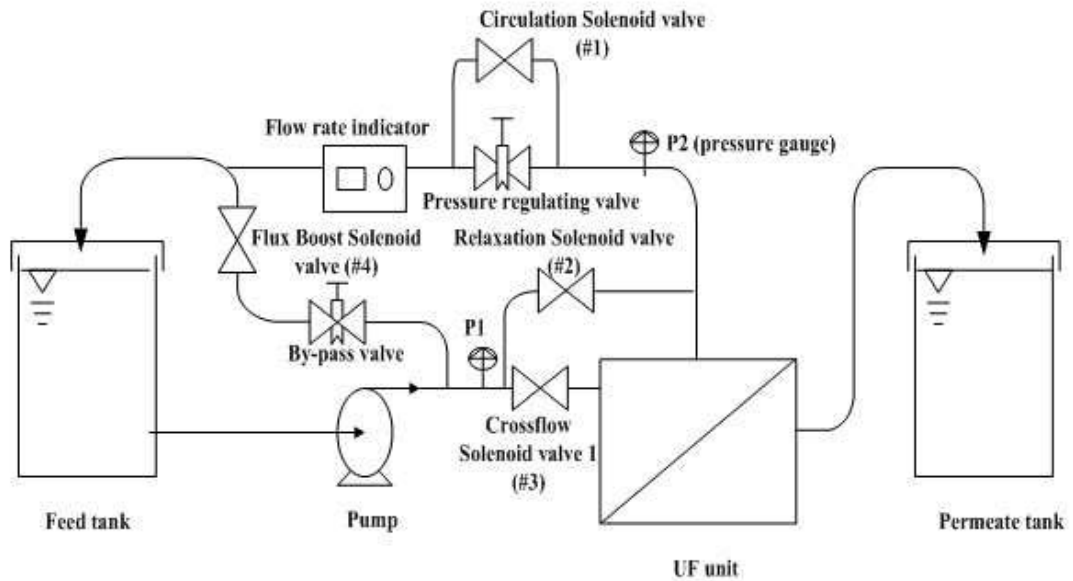 Circulation Solenoid valve
(#1)
Flow rate indicator
P2 (pressure gauge)
Pressure regulating valve
Flux Boost Solenoid
valve (#4)
Relaxation Solenoid valve
(#2)
P1
By-pass valve
Crossflow
Solenoid valve 1
(#3)
Feed tank
Pump
UF unit
Permeate tank